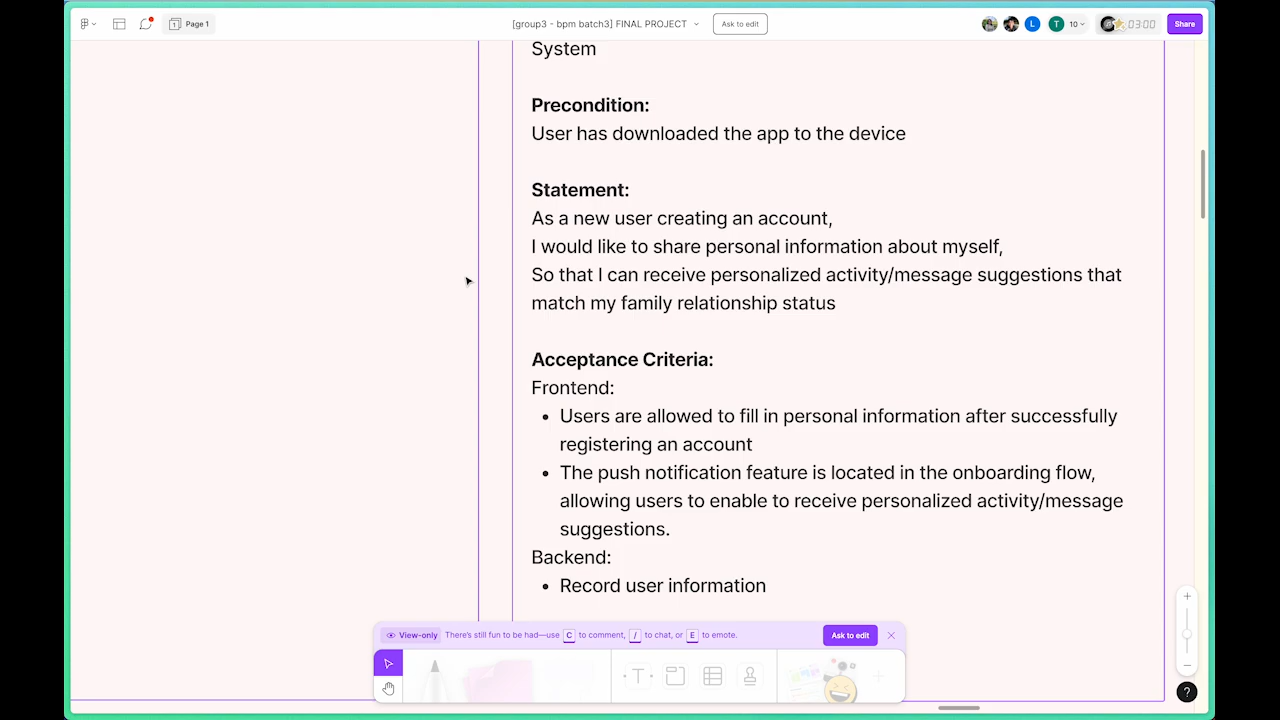 Page 1
[group3 - bpm batch3] FINAL PROJECT
Ask to edit
L
T
10
03:00
Share
System
Precondition:
User has downloaded the app to the device
Statement:
As a new user creating an account,
I would like to share personal information about myself,
So that I can receive personalized activity/message suggestions that
match my family relationship status
Acceptance Criteria:
Frontend:
• Users are allowed to fill in personal information after successfully
registering an account
• The push notification feature is located in the onboarding flow,
allowing users to enable to receive personalized activity/message
suggestions.
Backend:
• Record user information
View-only There's still fun to be had—use C to comment, / to chat, or E to emote.
Ask to edit
T
?